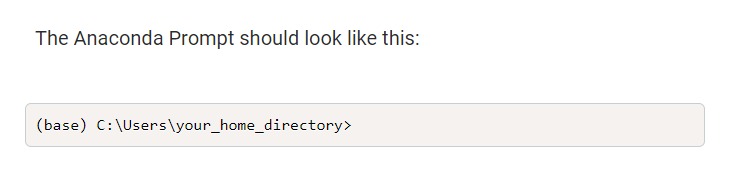 The Anaconda Prompt should look like this:
(base) C:\Users\your_home_directory>